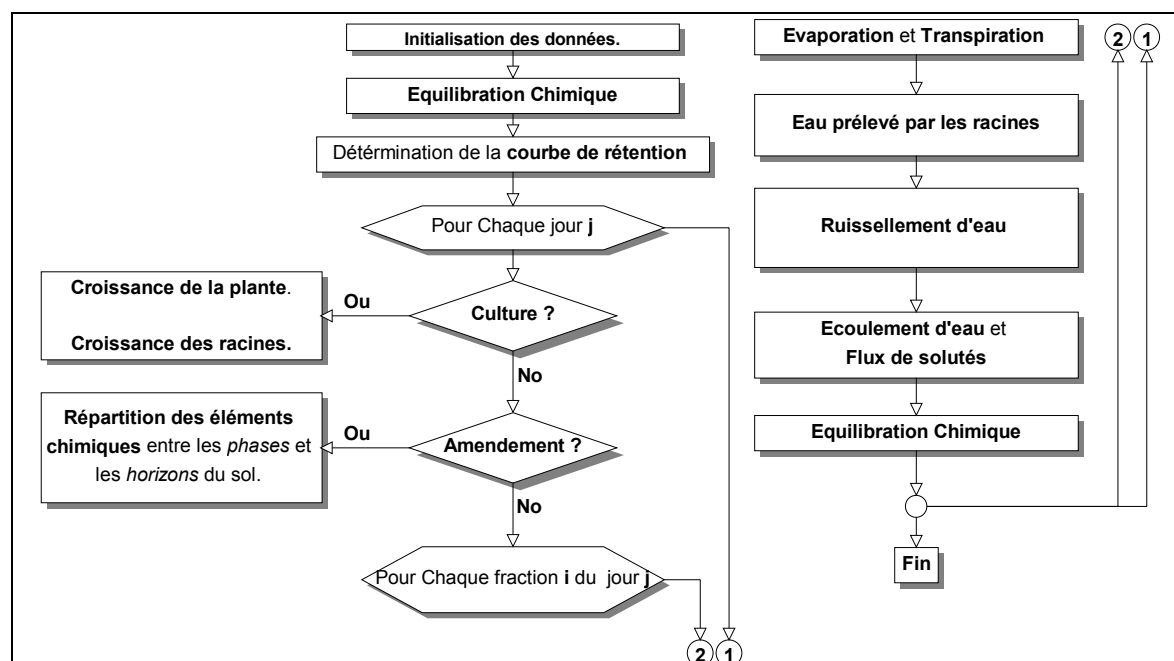 Initialisation des données.
Equilibration Chimique
Détérmination de la courbe de rétention
Pour Chaque jour j
Croissance de la plante.
Croissance des racines.
Ou
Culture ?
No
Répartition des éléments
chimiques entre les phases et
les horizons du sol.
Ou
Amendement ?
No
Pour Chaque fraction i du jour j
2 1
Evaporation et Transpiration
2 1
Eau prélevé par les racines
Ruissellement d'eau
Ecoulement d'eau et
Flux de solutés
Equilibration Chimique
Fin